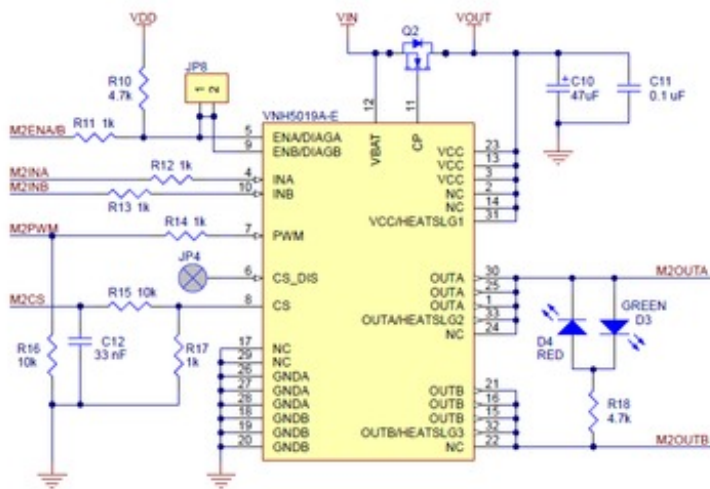 VDD
VIN
VOUT
Q2
R10
4.7k
JP8
1
2
C10
47uF
C11
0.1 uF
VNH5019A-E
M2ENA/B
R11 1k
5
ENA/DIAGA
9
ENB/DIAGB
12
VBAT
11
CP
VCC
23
VCC
13
VCC
3
NC
2
NC
14
VCC/HEATSLG1
31
M2INA
R12 1k
4
INA
M2INB
R13 1k
10
INB
M2PWM
R14 1k
7
PWM
JP4
6
CS_DIS
M2CS
R15 10k
8
CS
R16
10k
C12
33 nF
R17
1k
17
NC
29
NC
26
GNDA
27
GNDA
28
GNDA
18
GNDB
19
GNDB
20
GNDB
OUTA
30
M2OUTA
OUTA
25
OUTA
1
OUTA/HEATSLG2
33
NC
24
GREEN
D3
D4
RED
OUTB
21
OUTB
16
OUTB
15
OUTB/HEATSLG3
32
NC
22
R18
4.7k
M2OUTB